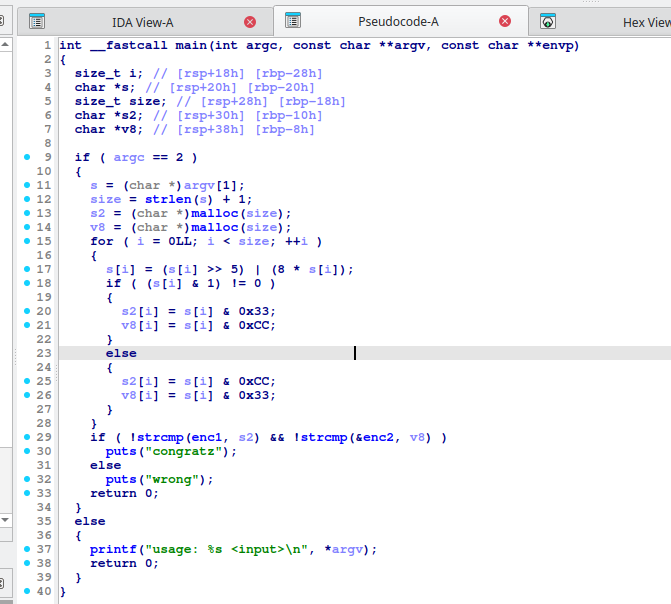 IDA View-A
Pseudocode-A
Hex View
1 int __fastcall main(int argc, const char **argv, const char **envp)
2 {
3   size_t i; // [rsp+18h] [rbp-28h]
4   char *s; // [rsp+20h] [rbp-20h]
5   size_t size; // [rsp+28h] [rbp-18h]
6   char *s2; // [rsp+30h] [rbp-10h]
7   char *v8; // [rsp+38h] [rbp-8h]
8
9   if ( argc == 2 )
10   {
11     s = (char *)argv[1];
12     size = strlen(s) + 1;
13     s2 = (char *)malloc(size);
14     v8 = (char *)malloc(size);
15     for ( i = 0LL; i < size; ++i )
16     {
17       s[i] = (s[i] >> 5) | (8 * s[i]);
18       if ( (s[i] & 1) != 0 )
19       {
20         s2[i] = s[i] & 0x33;
21         v8[i] = s[i] & 0xCC;
22       }
23       else
24       {
25         s2[i] = s[i] & 0xCC;
26         v8[i] = s[i] & 0x33;
27       }
28     }
29     if ( !strcmp(enc1, s2) && !strcmp(&enc2, v8) )
30       puts("congratz");
31     else
32       puts("wrong");
33     return 0;
34   }
35   else
36   {
37     printf("usage: %s <input>\n", *argv);
38     return 0;
39   }
40 }